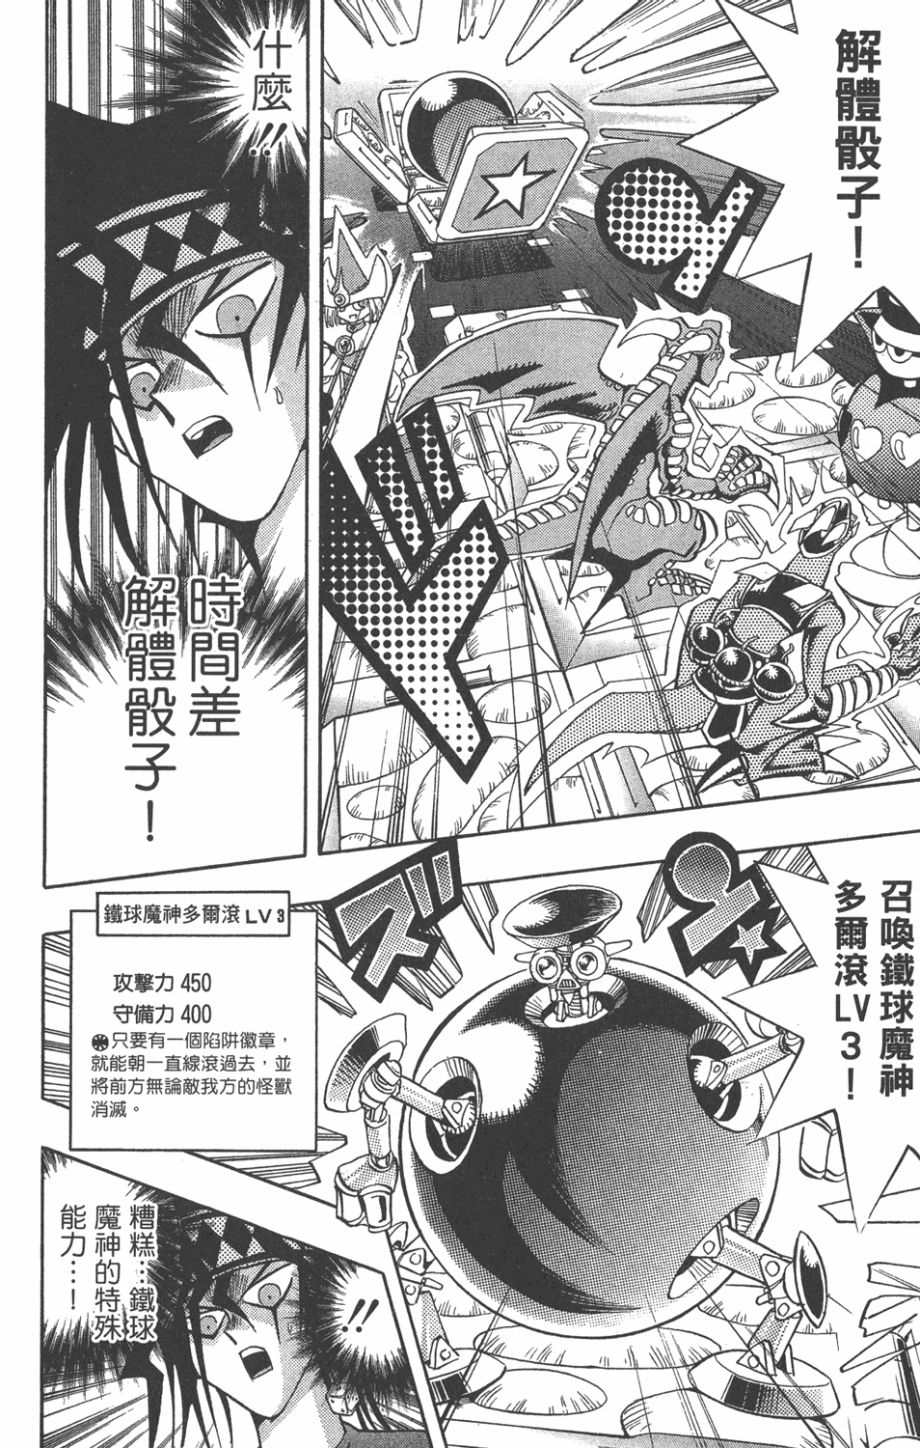 解體骰子！
ド
ッ
什麼!!
時間差
解體骰子！
召喚鐵球魔神
多爾滾LV3！
ズ
鐵球魔神多爾滾LV3
攻擊力 450
守備力 400
只要有一個陷阱徽章，
就能朝一直線滾過去，並
將前方無論敵我方的怪獸
消滅。
!!
糟糕…鐵球
魔神的特殊
能力…！